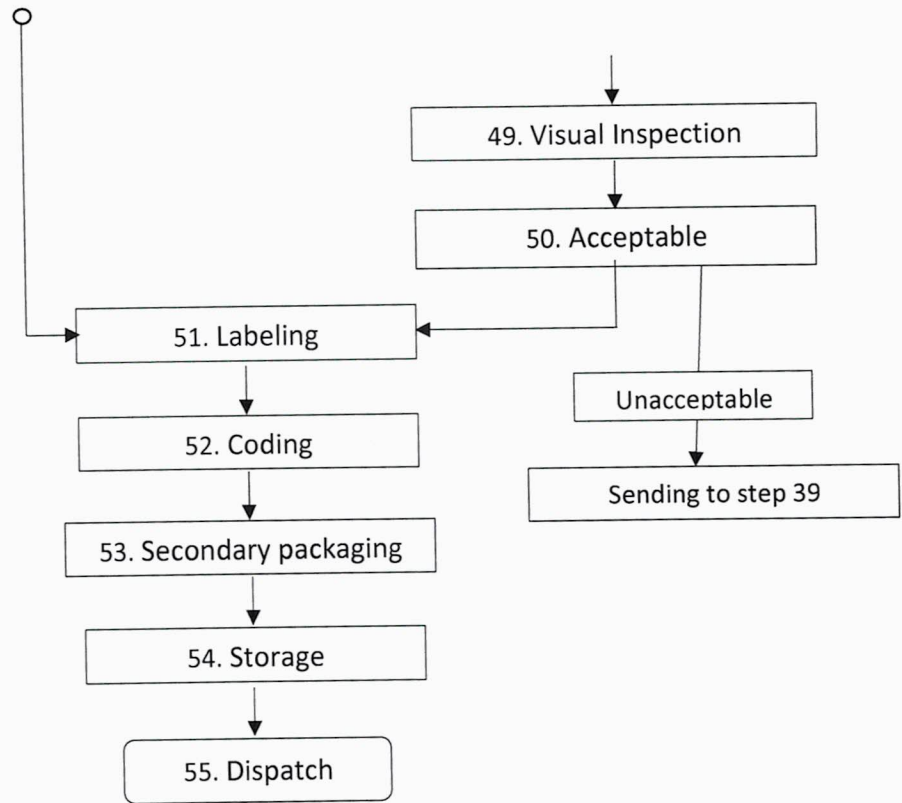 49. Visual Inspection
50. Acceptable
51. Labeling
Unacceptable
52. Coding
Sending to step 39
53. Secondary packaging
54. Storage
55. Dispatch